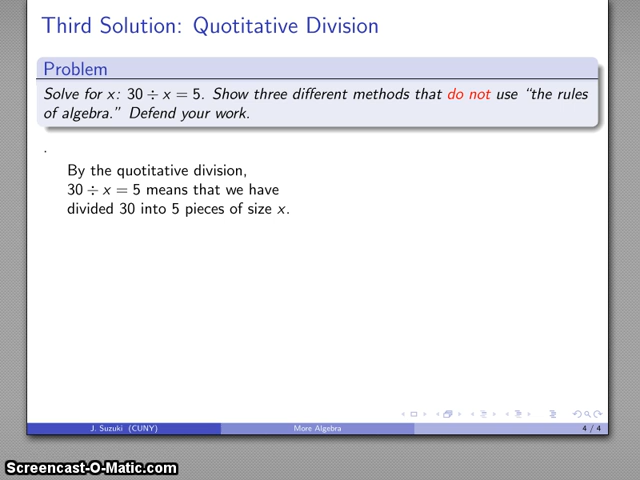 Third Solution: Quotitative Division
Problem
Solve for x: 30 ÷ x = 5. Show three different methods that do not use “the rules
of algebra.” Defend your work.
.
By the quotitative division,
30 ÷ x = 5 means that we have
divided 30 into 5 pieces of size x.
J. Suzuki (CUNY)
More Algebra
4 / 4
Screencast-O-Matic.com